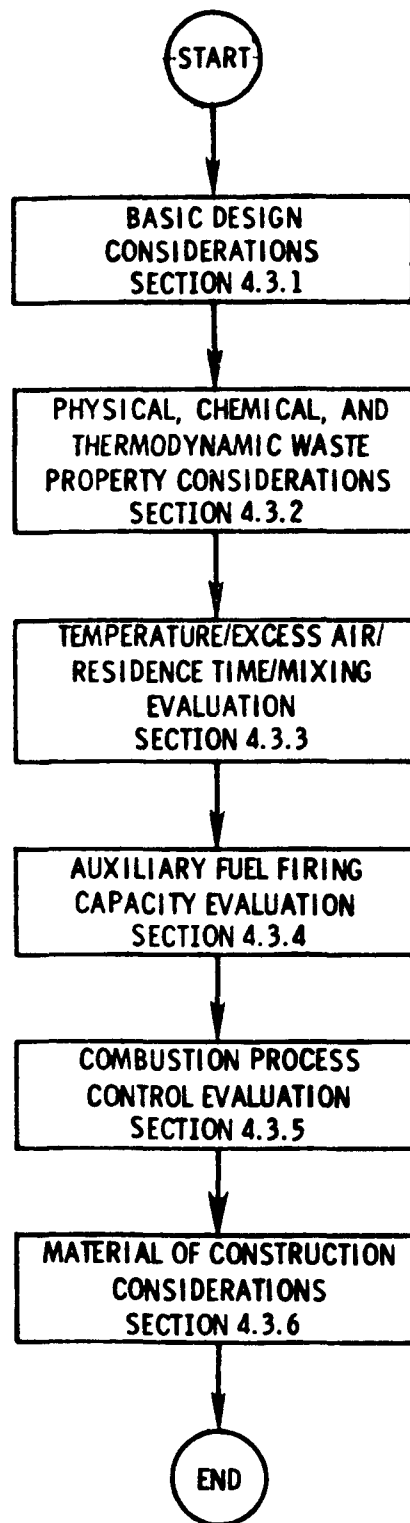 START
BASIC DESIGN
CONSIDERATIONS
SECTION 4.3.1
PHYSICAL, CHEMICAL, AND
THERMODYNAMIC WASTE
PROPERTY CONSIDERATIONS
SECTION 4.3.2
TEMPERATURE/EXCESS AIR/
RESIDENCE TIME/MIXING
EVALUATION
SECTION 4.3.3
AUXILIARY FUEL FIRING
CAPACITY EVALUATION
SECTION 4.3.4
COMBUSTION PROCESS
CONTROL EVALUATION
SECTION 4.3.5
MATERIAL OF CONSTRUCTION
CONSIDERATIONS
SECTION 4.3.6
END